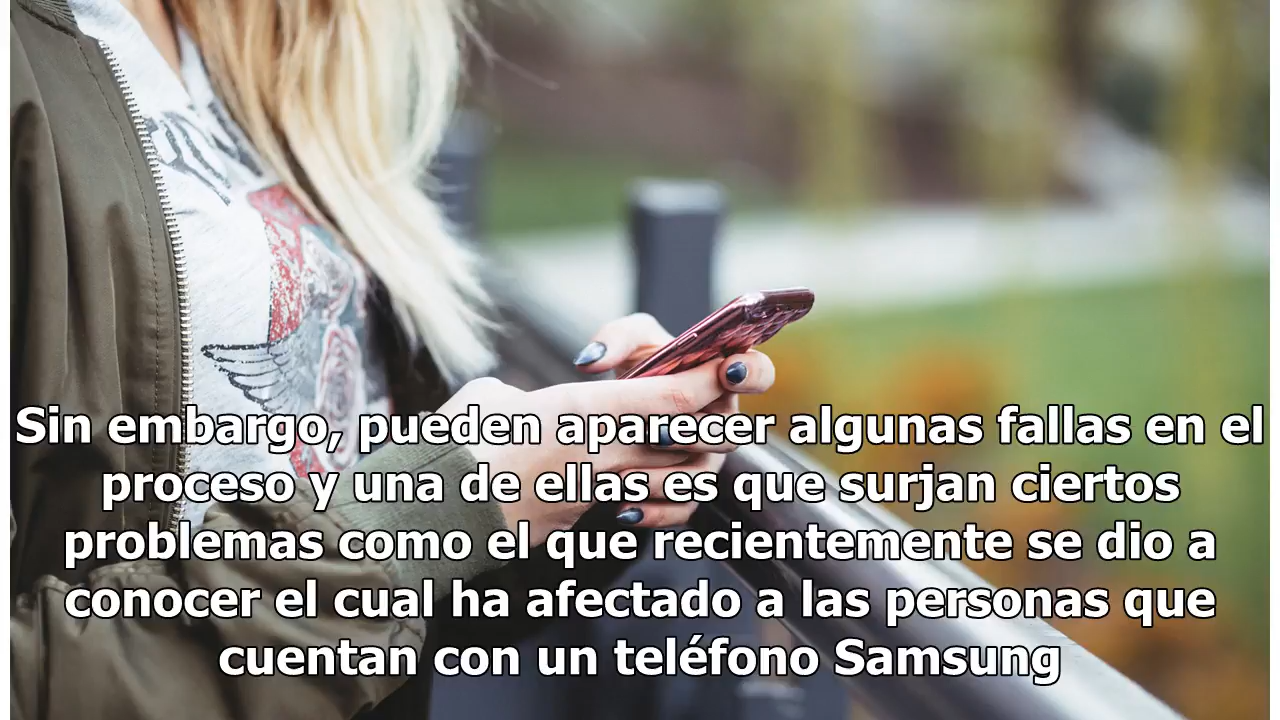 Sin embargo, pueden aparecer algunas fallas en el
proceso y una de ellas es que surjan ciertos
problemas como el que recientemente se dio a
conocer el cual ha afectado a las personas que
cuentan con un teléfono Samsung